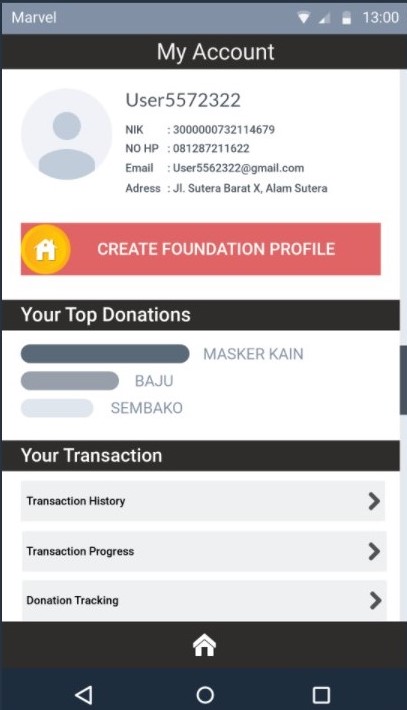 Marvel 13:00
My Account
User5572322
NIK : 3000000732114679
NO HP : 081287211622
Email : User5562322@gmail.com
Adress : Jl. Sutera Barat X, Alam Sutera
CREATE FOUNDATION PROFILE
Your Top Donations
MASKER KAIN
BAJU
SEMBAKO
Your Transaction
Transaction History
Transaction Progress
Donation Tracking